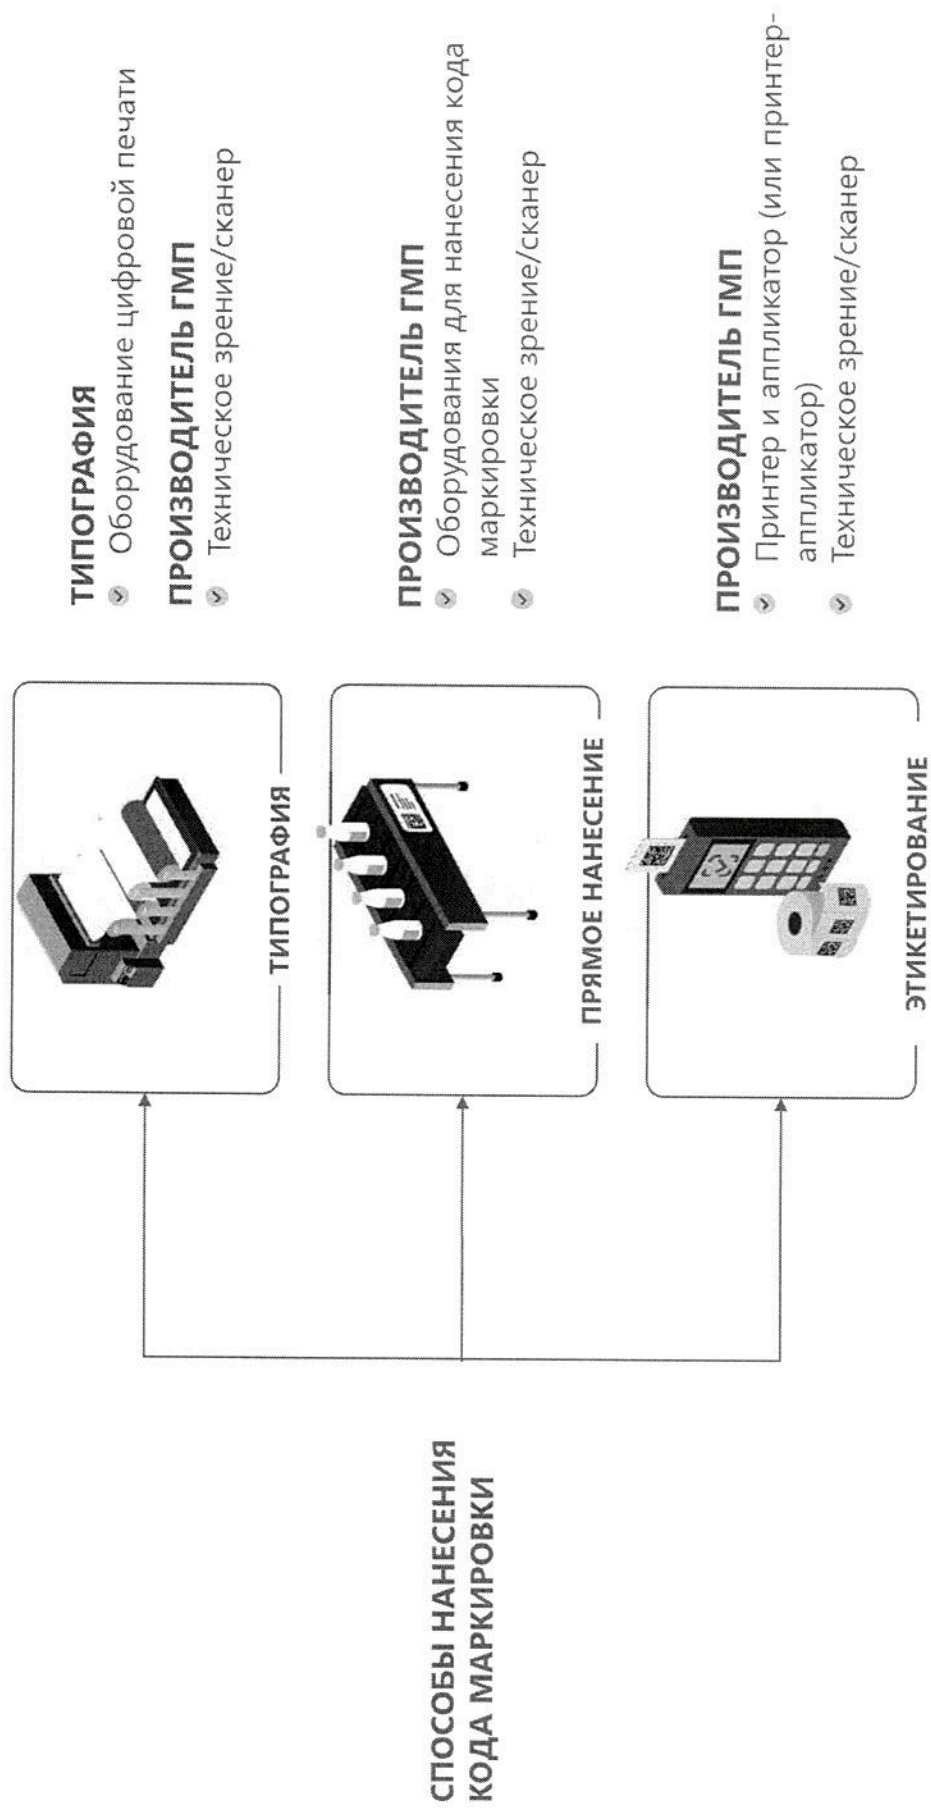 СПОСОБЫ НАНЕСЕНИЯ
КОДА МАРКИРОВКИ
ТИПОГРАФИЯ
ТИПОГРАФИЯ
Оборудование цифровой печати
ПРОИЗВОДИТЕЛЬ ГМП
Техническое зрение/сканер
ПРЯМОЕ НАНЕСЕНИЕ
ПРОИЗВОДИТЕЛЬ ГМП
Оборудования для нанесения кода
маркировки
Техническое зрение/сканер
ЭТИКЕТИРОВАНИЕ
ПРОИЗВОДИТЕЛЬ ГМП
Принтер и аппликатор (или принтер-
аппликатор)
Техническое зрение/сканер